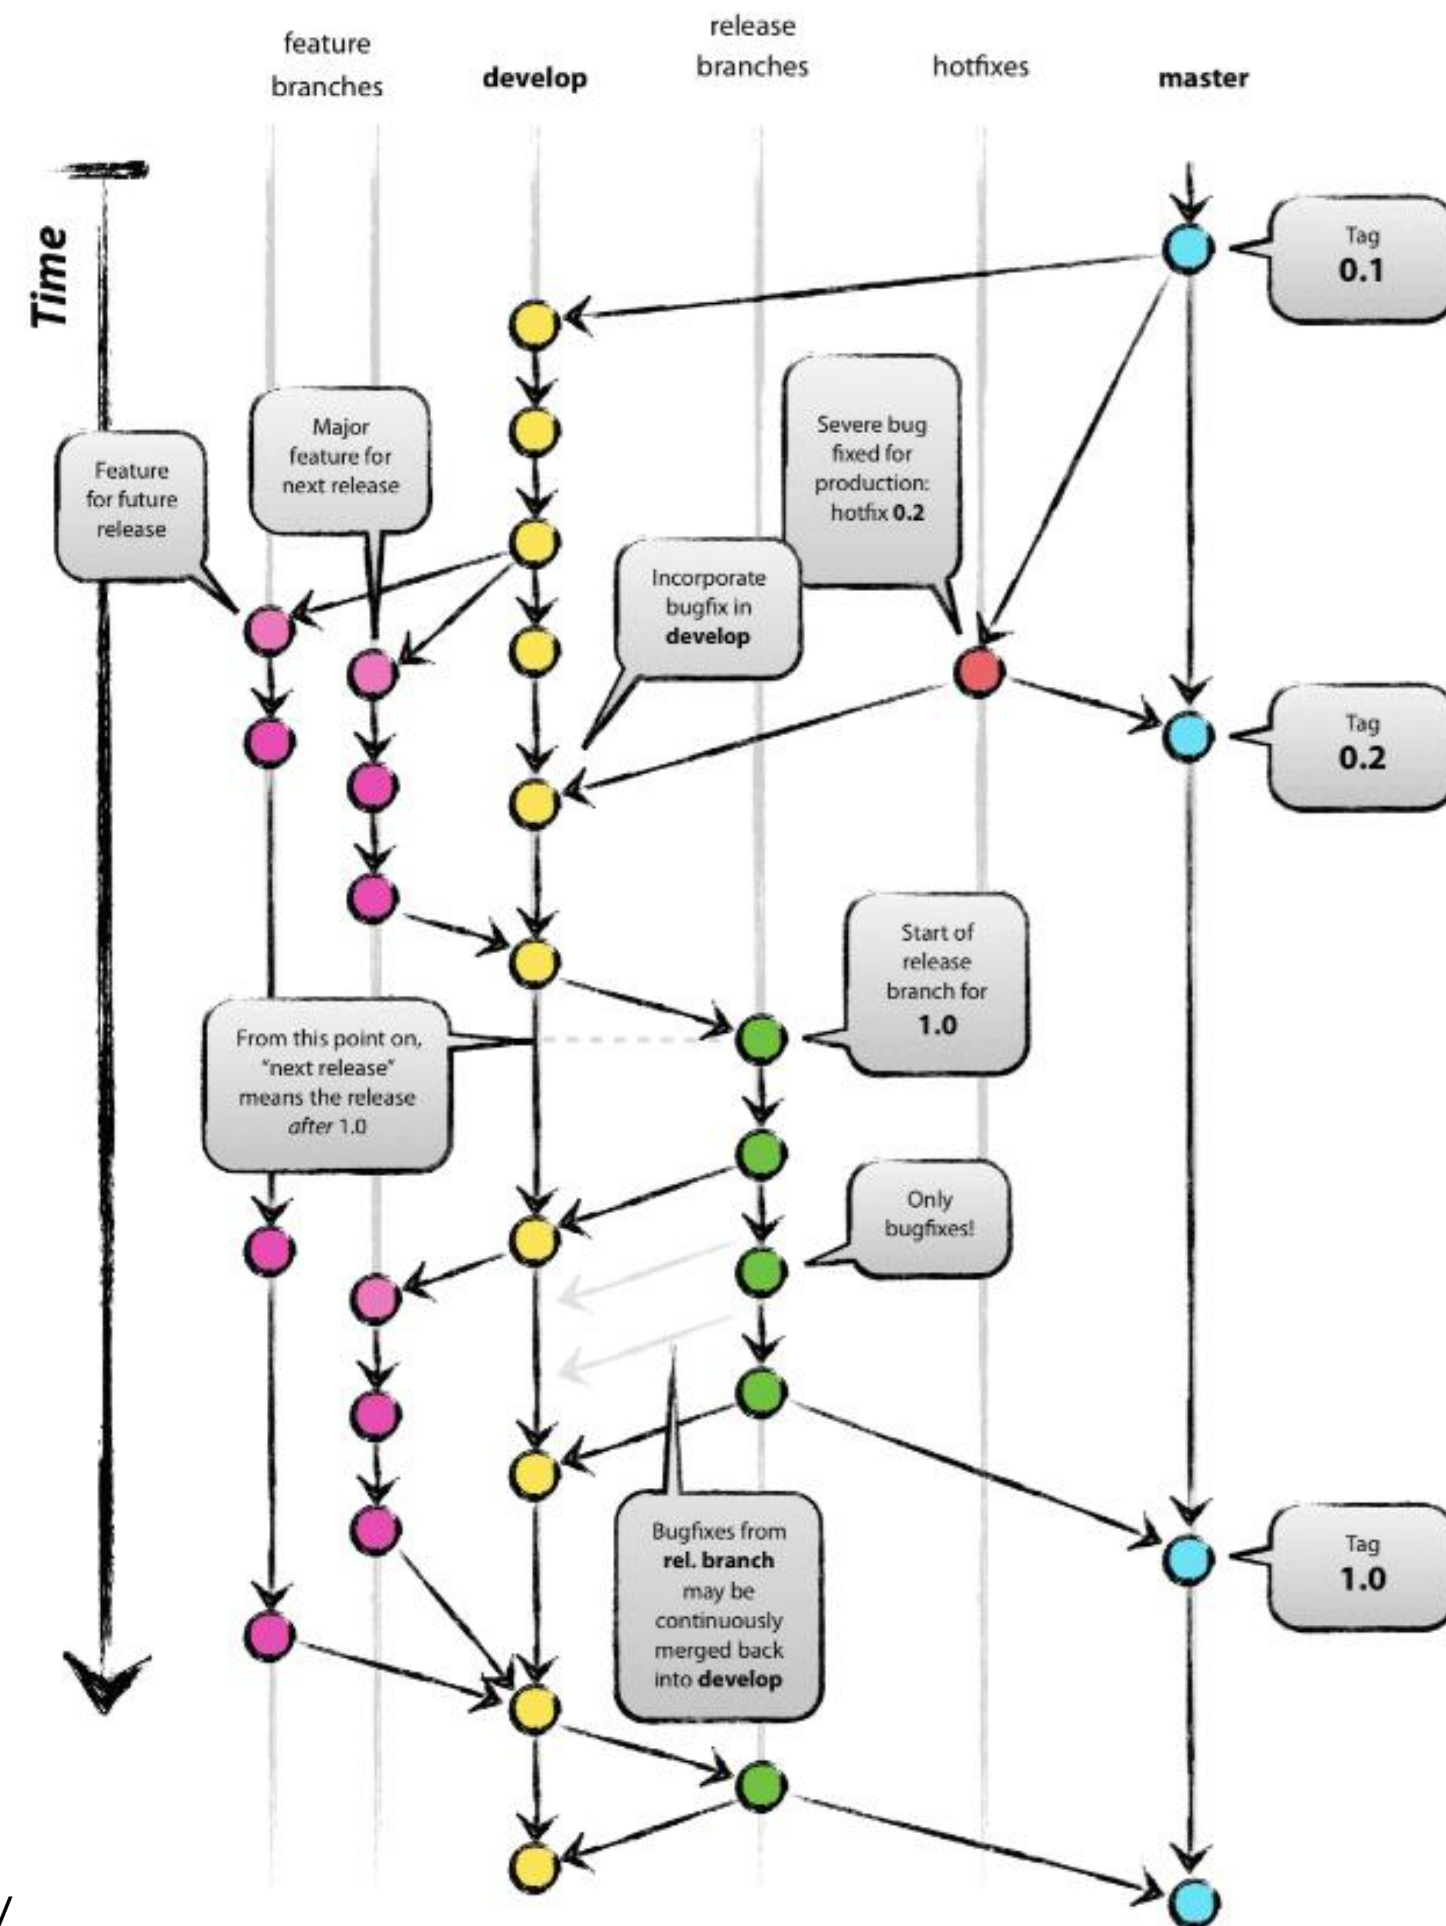 feature
branches
develop
release
branches
hotfixes
master
Time
Tag
0.1
Major
feature for
next release
Feature
for future
release
Severe bug
fixed for
production:
hotfix 0.2
Incorporate
bugfix in
develop
Tag
0.2
Start of
release
branch for
1.0
From this point on,
“next release”
means the release
after 1.0
Only
bugfixes!
Bugfixes from
rel. branch
may be
continuously
merged back
into develop
Tag
1.0
/